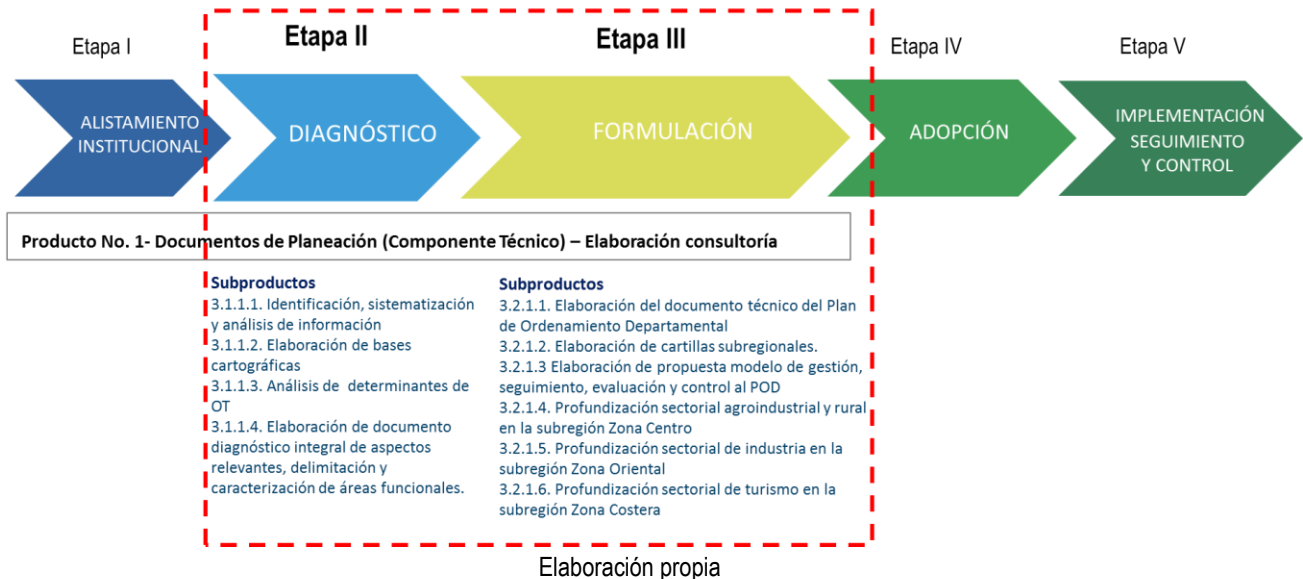 Etapa I
Etapa II
Etapa III
Etapa IV
Etapa V
ALISTAMIENTO
INSTITUCIONAL
DIAGNÓSTICO
FORMULACIÓN
ADOPCIÓN
IMPLEMENTACIÓN
SEGUIMIENTO
Y CONTROL
Producto No. 1- Documentos de Planeación (Componente Técnico) – Elaboración consultoría
Subproductos
3.1.1.1. Identificación, sistematización
y análisis de información
3.1.1.2. Elaboración de bases
cartográficas
3.1.1.3. Análisis de determinantes de
OT
3.1.1.4. Elaboración de documento
diagnóstico integral de aspectos
relevantes, delimitación y
caracterización de áreas funcionales.
Subproductos
3.2.1.1. Elaboración del documento técnico del Plan
de Ordenamiento Departamental
3.2.1.2. Elaboración de cartillas subregionales.
3.2.1.3 Elaboración de propuesta modelo de gestión,
seguimiento, evaluación y control al POD
3.2.1.4. Profundización sectorial agroindustrial y rural
en la subregión Zona Centro
3.2.1.5. Profundización sectorial de industria en la
subregión Zona Oriental
3.2.1.6. Profundización sectorial de turismo en la
subregión Zona Costera
Elaboración propia